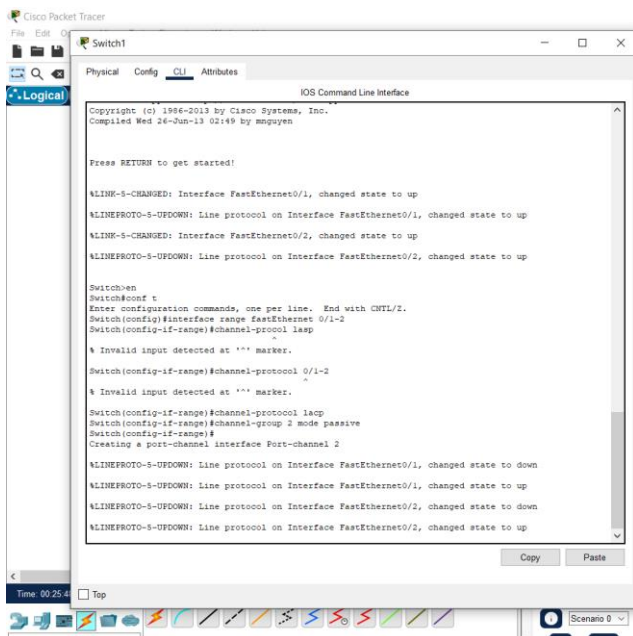 Cisco Packet Tracer
File Edit
Switch1
Physical Config CLI Attributes
Logical
IOS Command Line Interface
Copyright (c) 1986-2013 by Cisco Systems, Inc.
Compiled Wed 26-Jun-13 02:49 by mnguyen
Press RETURN to get started!
%LINK-5-CHANGED: Interface FastEthernet0/1, changed state to up
%LINEPROTO-5-UPDOWN: Line protocol on Interface FastEthernet0/1, changed state to up
%LINK-5-CHANGED: Interface FastEthernet0/2, changed state to up
%LINEPROTO-5-UPDOWN: Line protocol on Interface FastEthernet0/2, changed state to up
Switch>en
Switch#conf t
Enter configuration commands, one per line. End with CNTL/Z.
Switch(config)#interface range fastEthernet 0/1-2
Switch(config-if-range)#channel-procol lasp
^
% Invalid input detected at '^' marker.
Switch(config-if-range)#channel-protocol 0/1-2
^
% Invalid input detected at '^' marker.
Switch(config-if-range)#channel-protocol lacp
Switch(config-if-range)#channel-group 2 mode passive
Switch(config-if-range)#
Creating a port-channel interface Port-channel 2
%LINEPROTO-5-UPDOWN: Line protocol on Interface FastEthernet0/1, changed state to down
%LINEPROTO-5-UPDOWN: Line protocol on Interface FastEthernet0/1, changed state to up
%LINEPROTO-5-UPDOWN: Line protocol on Interface FastEthernet0/2, changed state to down
%LINEPROTO-5-UPDOWN: Line protocol on Interface FastEthernet0/2, changed state to up
Copy Paste
Time: 00:25:4
Top
Scenario 0